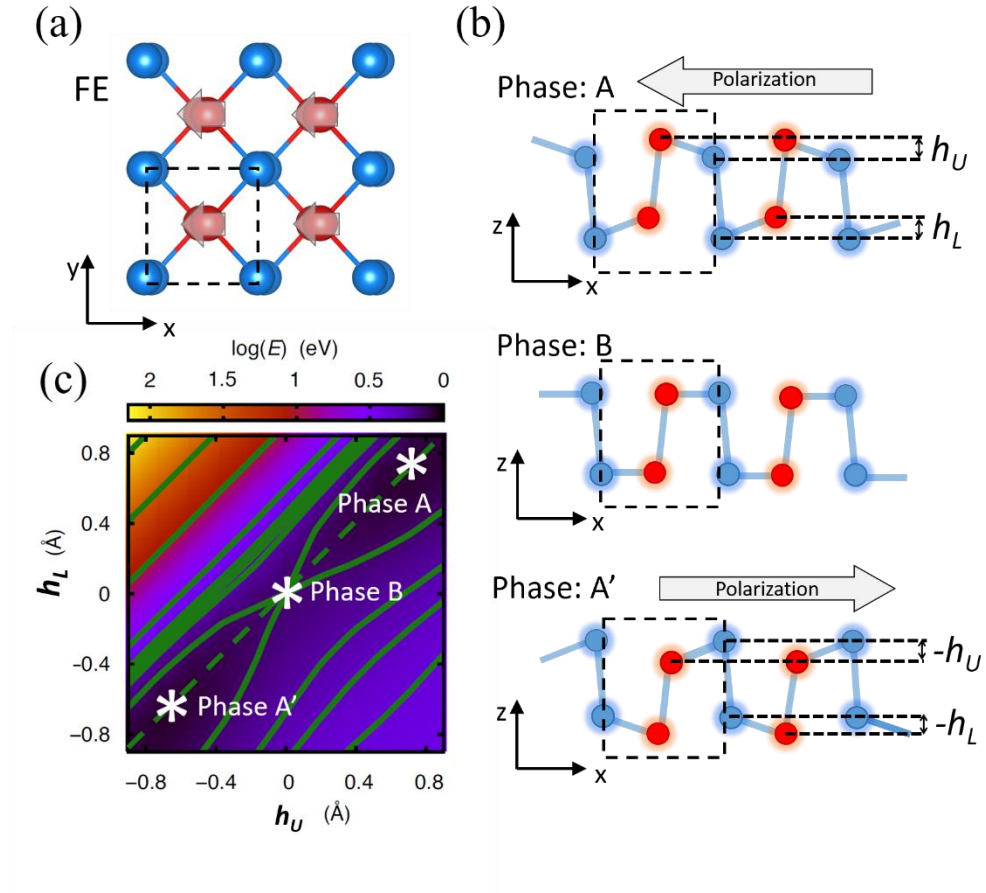 (a)
FE
y
x
(b)
Phase: A
Polarization
h_U
h_L
z
x
Phase: B
z
x
Phase: A'
Polarization
-h_U
-h_L
z
x
(c)
log(E) (eV)
2 1.5 1 0.5 0
0.8
0.4
0
-0.4
-0.8
h_L (Å)
Phase A
Phase B
Phase A'
-0.8 -0.4 0 0.4 0.8
h_U (Å)